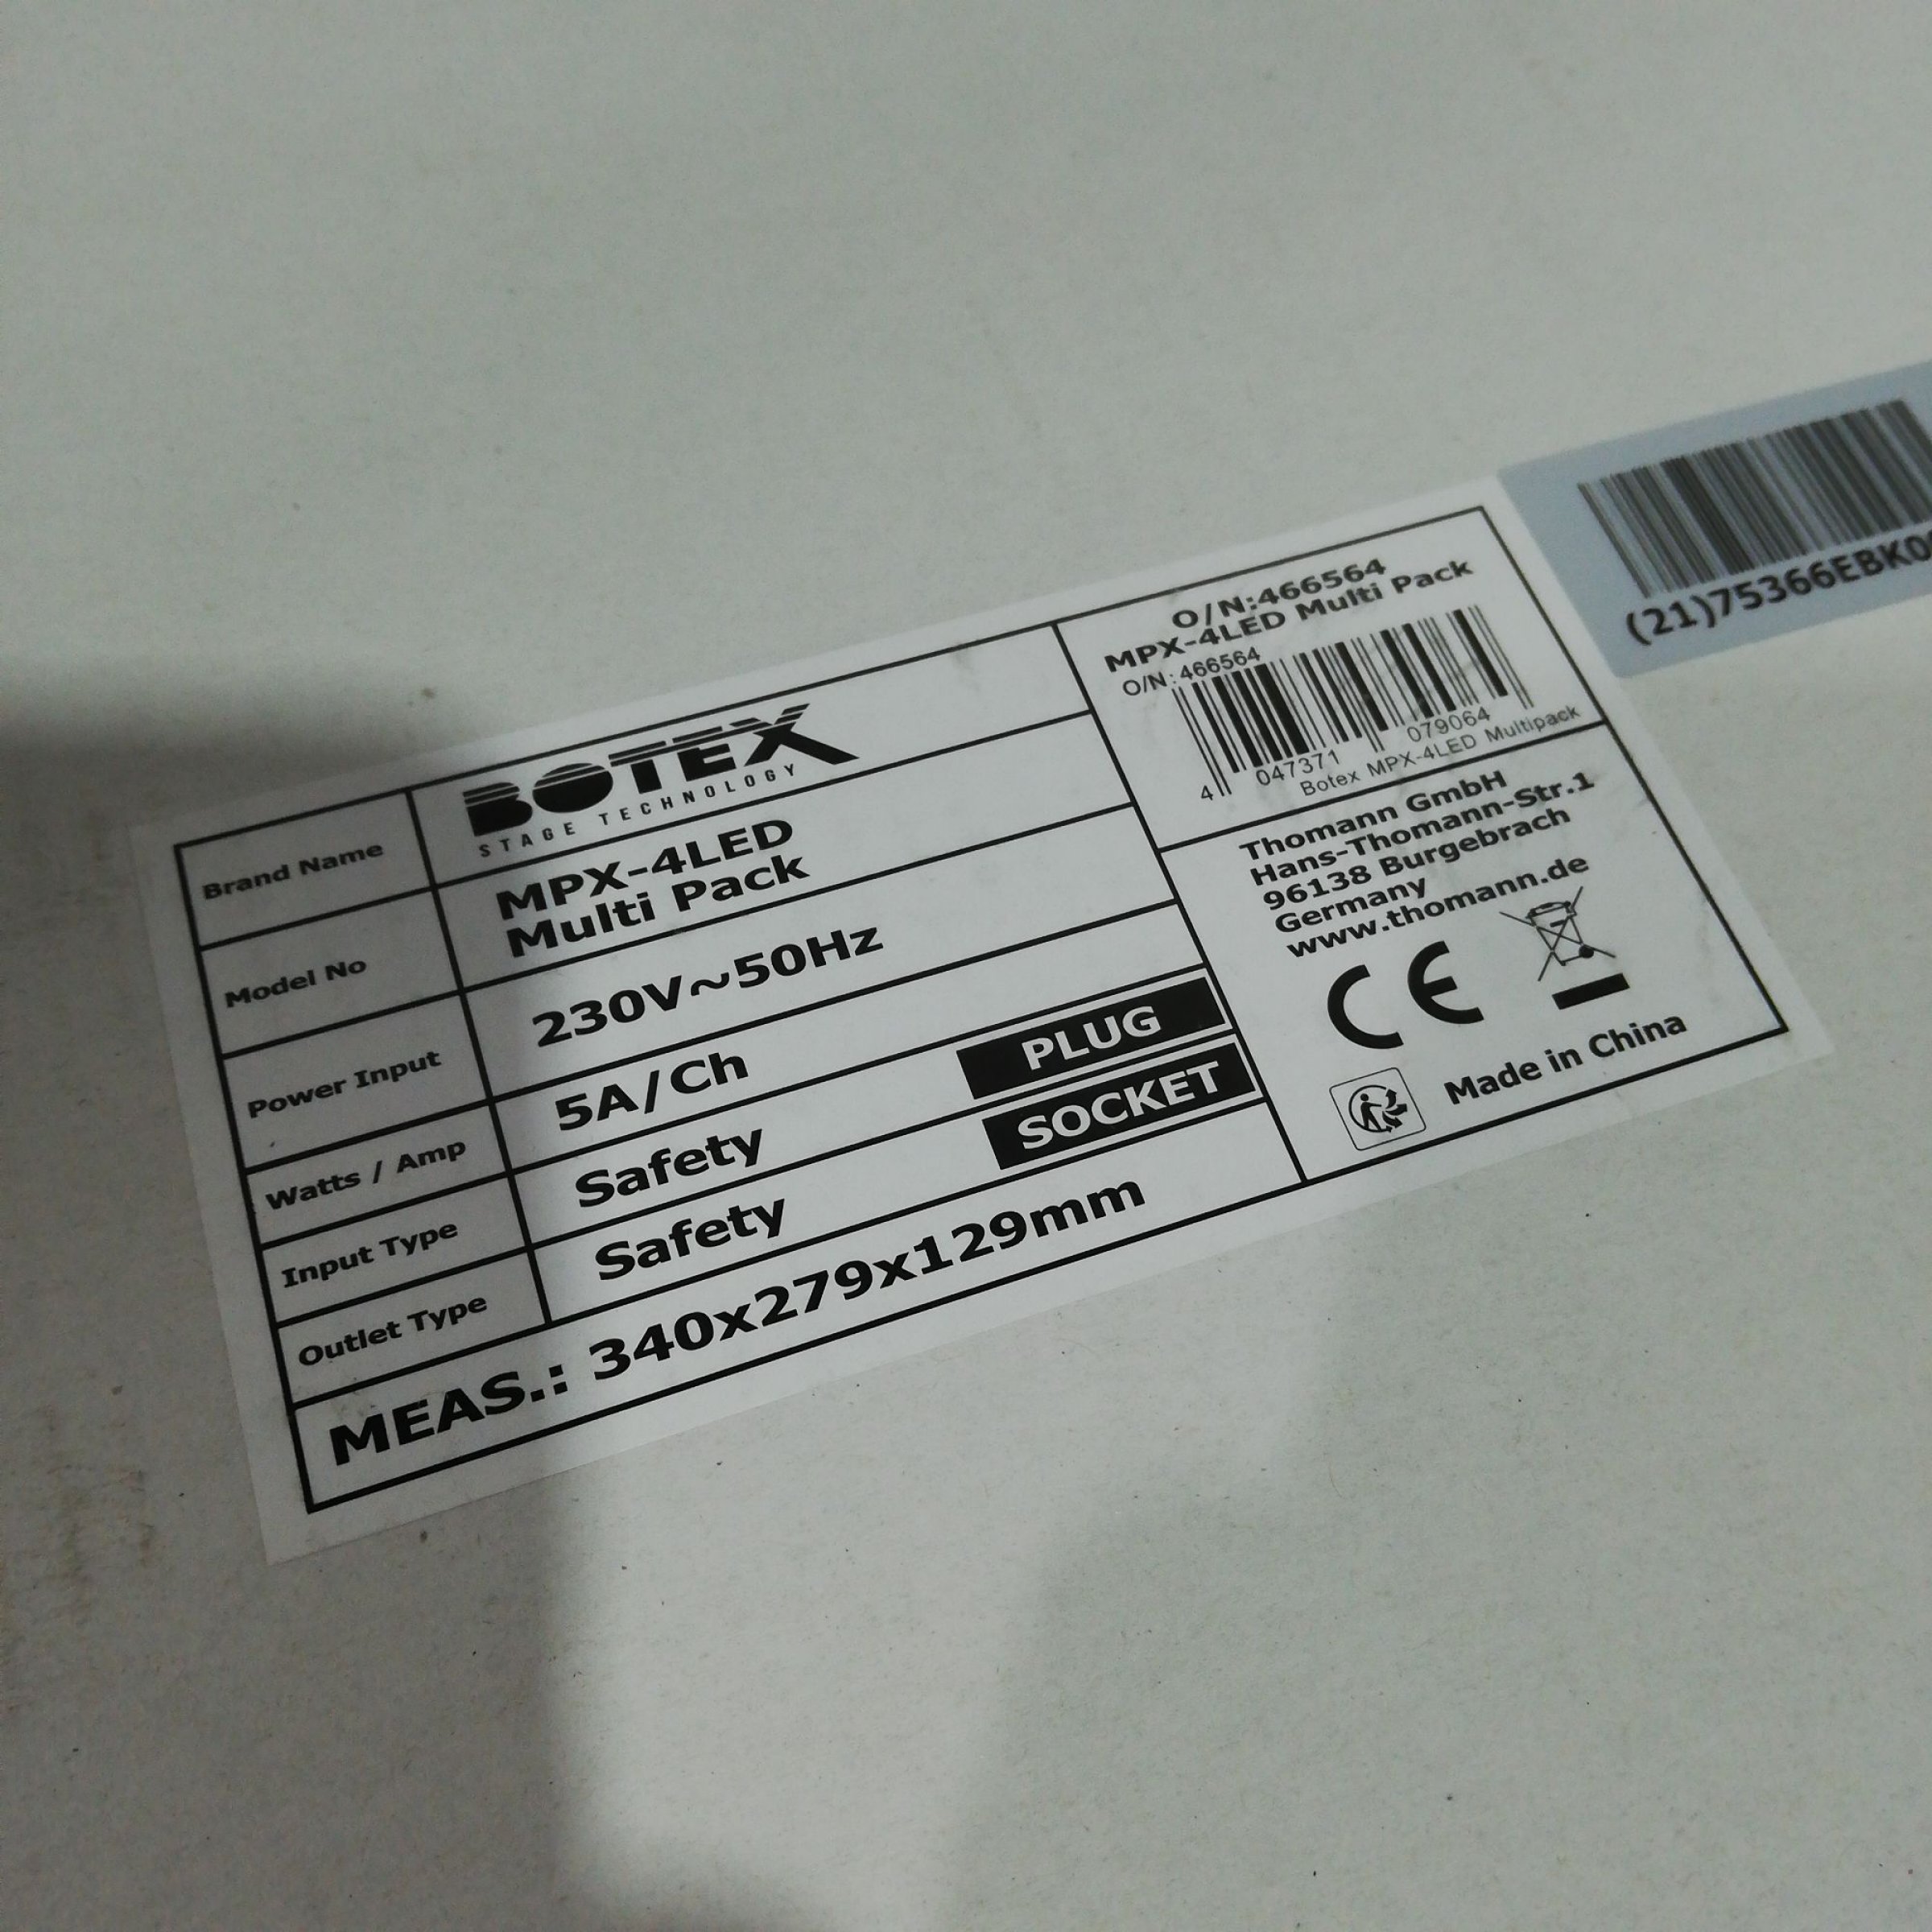 Brand Name
BOTEX
STAGE TECHNOLOGY
Model No
MPX-4LED
Multi Pack
Power Input
230V~50Hz
Watts / Amp
5A/Ch
Input Type
Safety
PLUG
Outlet Type
Safety
SOCKET
MEAS.: 340x279x129mm
O/N:466564
MPX-4LED Multi Pack
O/N:466564
4 047371 079064
Botex MPX-4LED Multipack
Thomann GmbH
Hans-Thomann-Str.1
96138 Burgebrach
Germany
www.thomann.de
CE
Made in China
(21)75366EBK0